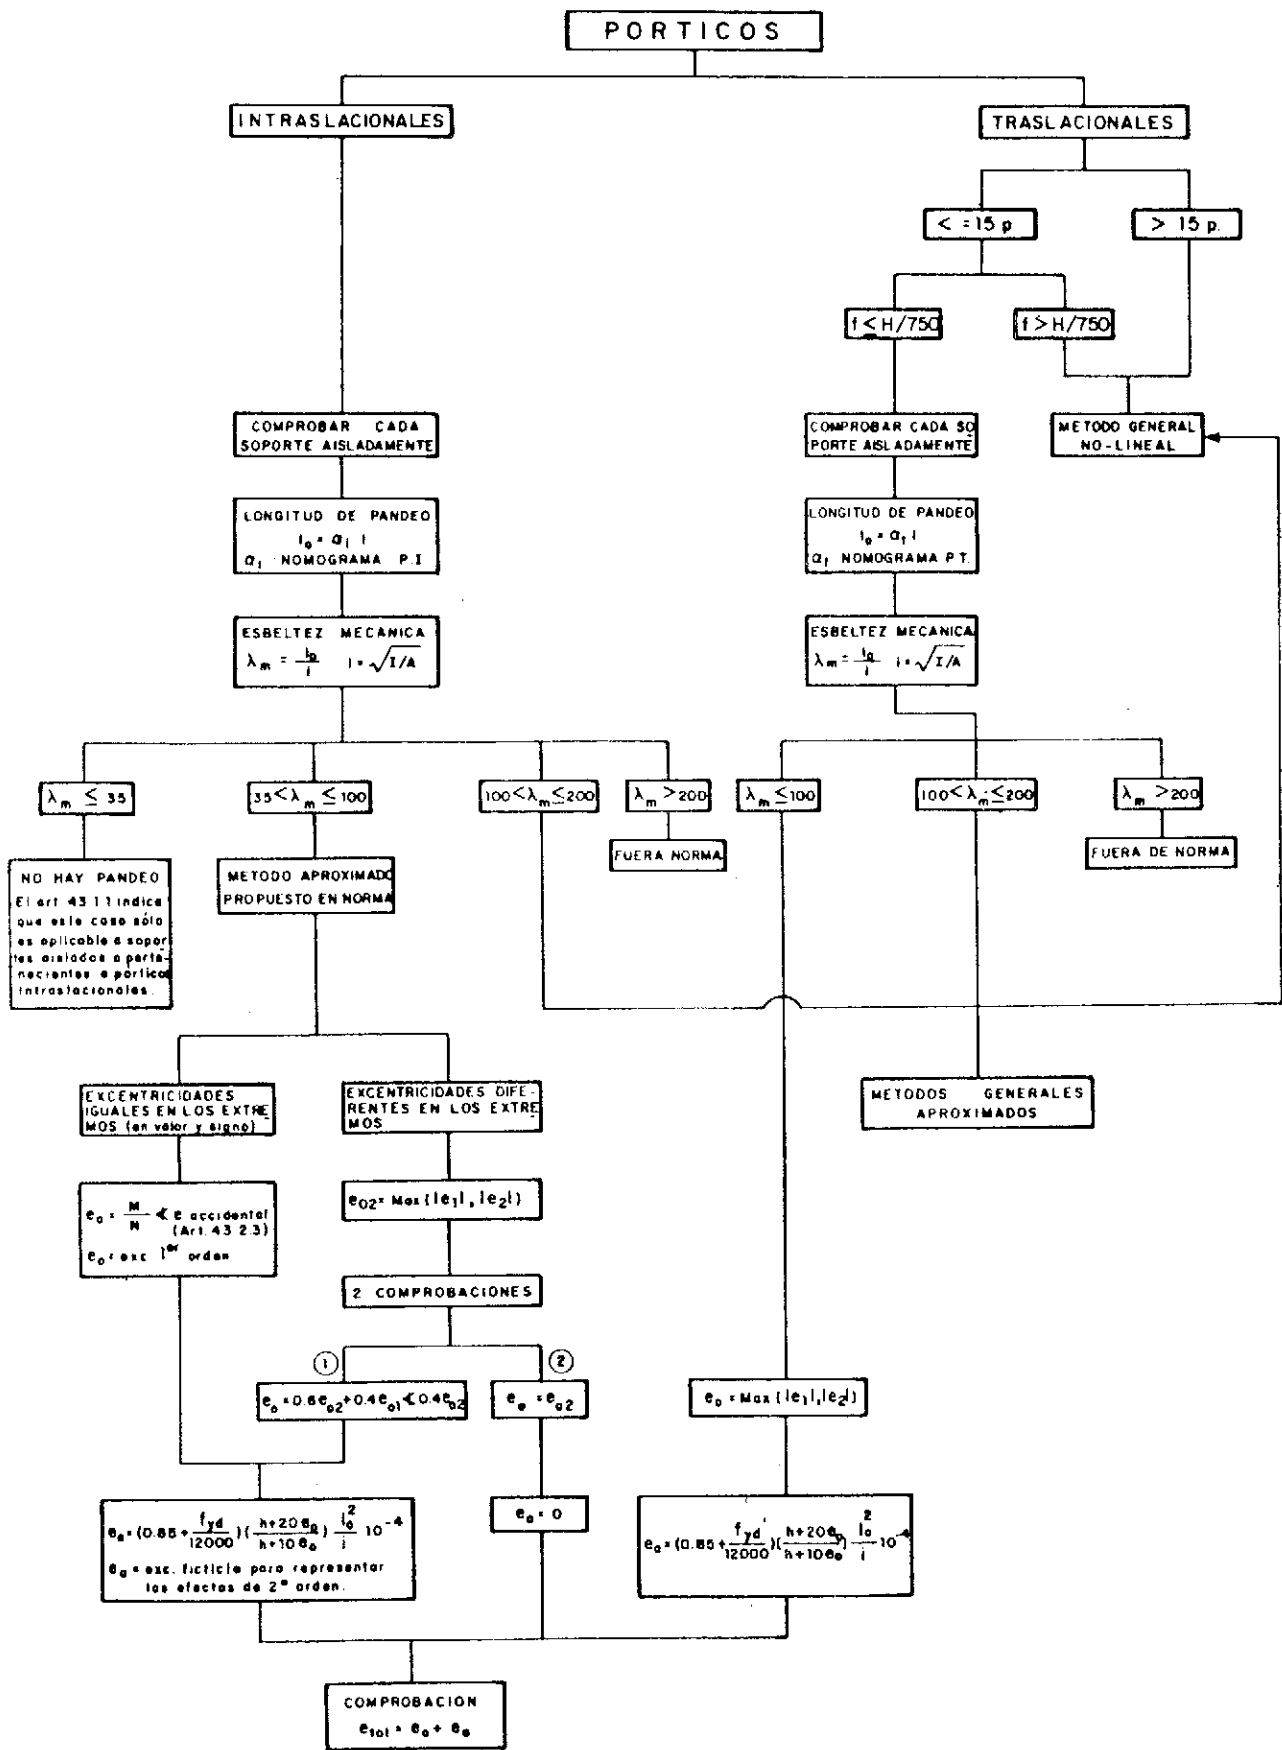 PORTICOS
INTRASLACIONALES
TRASLACIONALES
< =15 p
> 15 p.
f ≤ H/750
f > H/750
COMPROBAR CADA
SOPORTE AISLADAMENTE
COMPROBAR CADA SO
PORTE AISLADAMENTE
METODO GENERAL
NO-LINEAL
LONGITUD DE PANDEO
l₀ = α₁ l
α₁ NOMOGRAMA P.I
LONGITUD DE PANDEO
l₀ = α₁ l
α₁ NOMOGRAMA P T.
ESBELTEZ MECANICA
λm = l₀/i i = √I/A
ESBELTEZ MECANICA
λm = l₀/i i = √I/A
λm ≤ 35
35 < λm ≤ 100
100 < λm ≤ 200
λm > 200
λm ≤ 100
100 < λm ≤ 200
λm > 200
FUERA NORMA
FUERA DE NORMA
NO HAY PANDEO
El art 43 1 1 indica
que este caso sólo
es aplicable a sopor
tes aislados o perte-
necientes a pórtico
intraslacionales.
METODO APROXIMADO
PROPUESTO EN NORMA
EXCENTRICIDADES
IGUALES EN LOS EXTRE
MOS (en valor y signo)
EXCENTRICIDADES DIFE-
RENTES EN LOS EXTRE
MOS
METODOS GENERALES
APROXIMADOS
e₀ = M/N ≮ e accidental
(Art. 43 2.3)
e₀ = exc 1er orden
e02 = Max (|e₁|, |e₂|)
2 COMPROBACIONES
1
2
e₀ = 0.6e₀₂ + 0.4e₀₁ ≮ 0.4e₀₂
eₑ = e₀₂
e₀ = Max (|e₁|, |e₂|)
eₐ = (0.85 + fyd/12000)(h+20e₀/h+10e₀) l₀²/i 10⁻⁴
eₐ = exc. ficticia para representar
los efectos de 2º orden.
eₐ = 0
eₐ = (0.85 + fyd/12000)(h+20e₀/h+10e₀) l₀²/i 10⁻⁴
COMPROBACION
etot = e₀ + eₑ